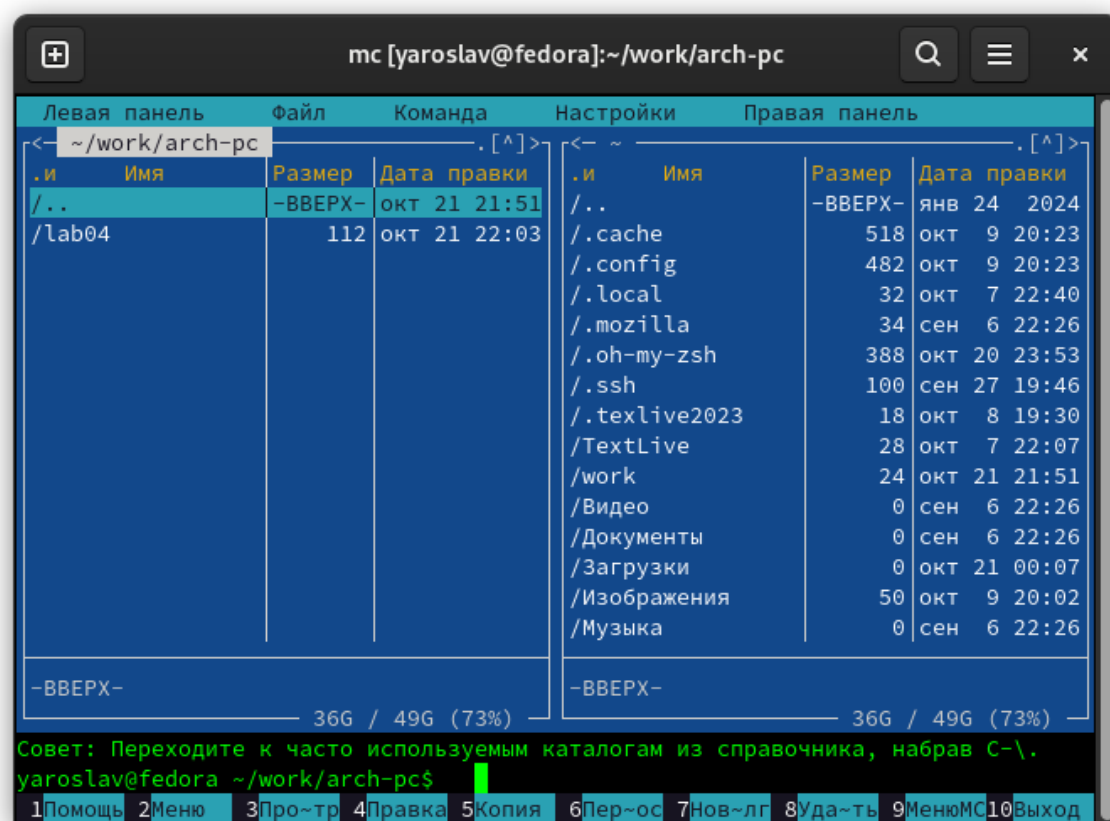 mc [yaroslav@fedora]:~/work/arch-pc
Левая панель Файл Команда Настройки Правая панель
<— ~/work/arch-pc .[^]>
.и Имя Размер Дата правки
/.. -ВВЕРХ- окт 21 21:51
/lab04 112 окт 21 22:03
-ВВЕРХ-
36G / 49G (73%)
<— ~ .[^]>
.и Имя Размер Дата правки
/.. -ВВЕРХ- янв 24 2024
/.cache 518 окт 9 20:23
/.config 482 окт 9 20:23
/.local 32 окт 7 22:40
/.mozilla 34 сен 6 22:26
/.oh-my-zsh 388 окт 20 23:53
/.ssh 100 сен 27 19:46
/.texlive2023 18 окт 8 19:30
/TextLive 28 окт 7 22:07
/work 24 окт 21 21:51
/Видео 0 сен 6 22:26
/Документы 0 сен 6 22:26
/Загрузки 0 окт 21 00:07
/Изображения 50 окт 9 20:02
/Музыка 0 сен 6 22:26
-ВВЕРХ-
36G / 49G (73%)
Совет: Переходите к часто используемым каталогам из справочника, набрав C-\.
yaroslav@fedora ~/work/arch-pc$
1Помощь 2Меню 3Про~тр 4Правка 5Копия 6Пер~ос 7Нов~лг 8Уда~ть 9МенюMC 10Выход